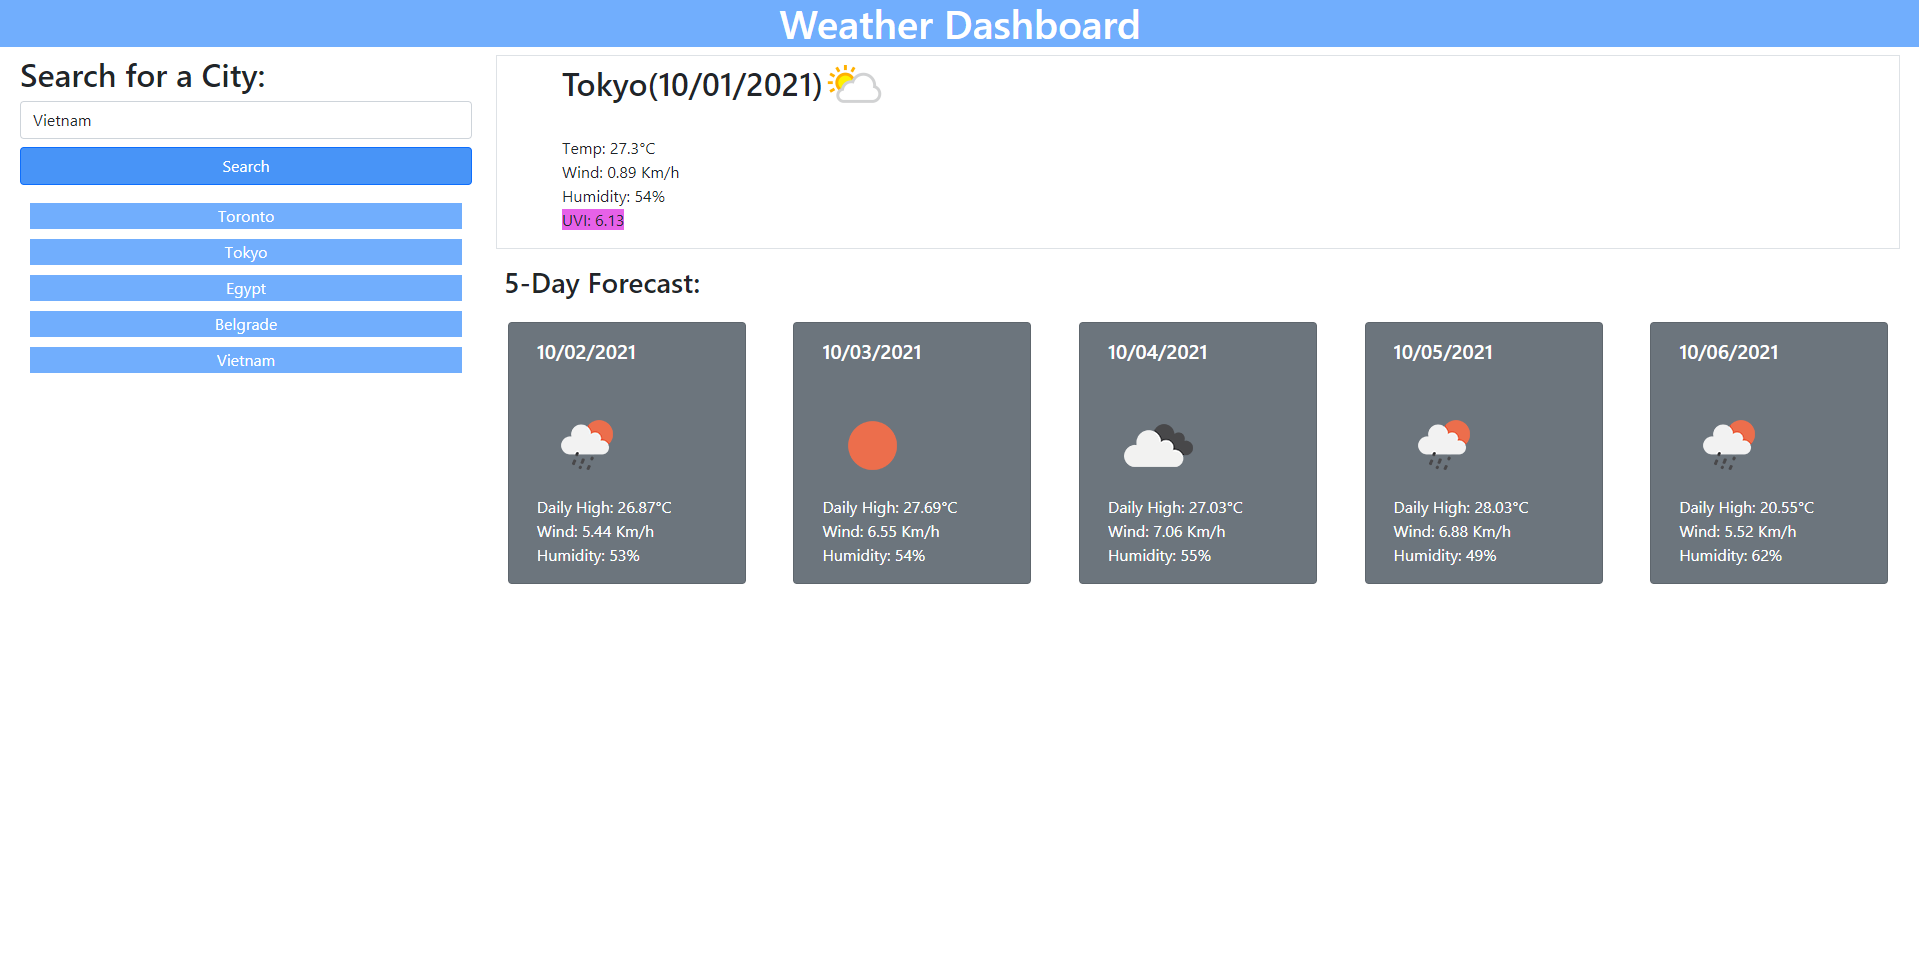 Weather Dashboard
Search for a City:
Vietnam
Search
Toronto
Tokyo
Egypt
Belgrade
Vietnam
Tokyo(10/01/2021)
Temp: 27.3°C
Wind: 0.89 Km/h
Humidity: 54%
UVI: 6.13
5-Day Forecast:
10/02/2021
Daily High: 26.87°C
Wind: 5.44 Km/h
Humidity: 53%
10/03/2021
Daily High: 27.69°C
Wind: 6.55 Km/h
Humidity: 54%
10/04/2021
Daily High: 27.03°C
Wind: 7.06 Km/h
Humidity: 55%
10/05/2021
Daily High: 28.03°C
Wind: 6.88 Km/h
Humidity: 49%
10/06/2021
Daily High: 20.55°C
Wind: 5.52 Km/h
Humidity: 62%